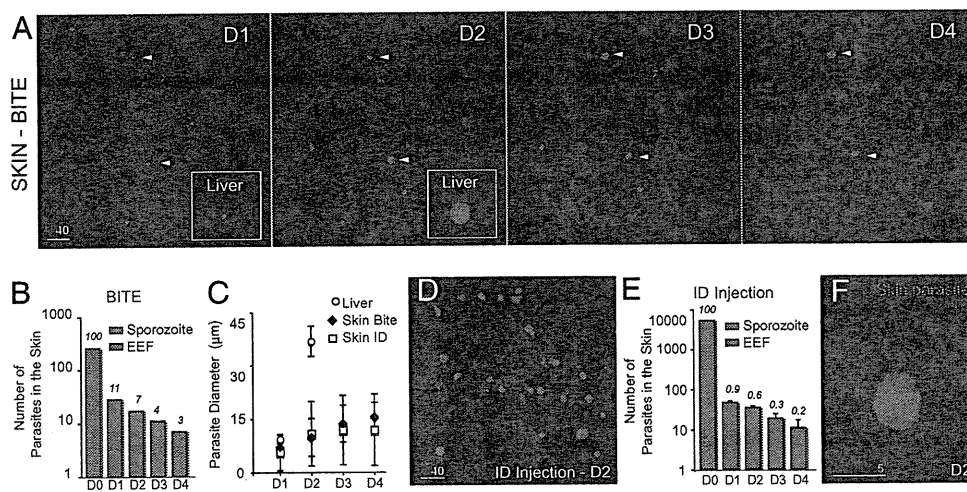 A
D1
D2
D3
D4
SKIN - BITE
Liver
Liver
40
B
BITE
Number of
Parasites in the Skin
1000
100
10
1
100
11
7
4
3
Sporozoite
EEF
D0 D1 D2 D3 D4
C
Parasite Diameter (µm)
45
30
15
0
Liver
Skin Bite
Skin ID
D1 D2 D3 D4
D
40
ID Injection - D2
E
ID Injection
Number of
Parasites in the Skin
10000
1000
100
10
1
100
0.9
0.6
0.3
0.2
Sporozoite
EEF
D0 D1 D2 D3 D4
F
Skin parasite
5
D2